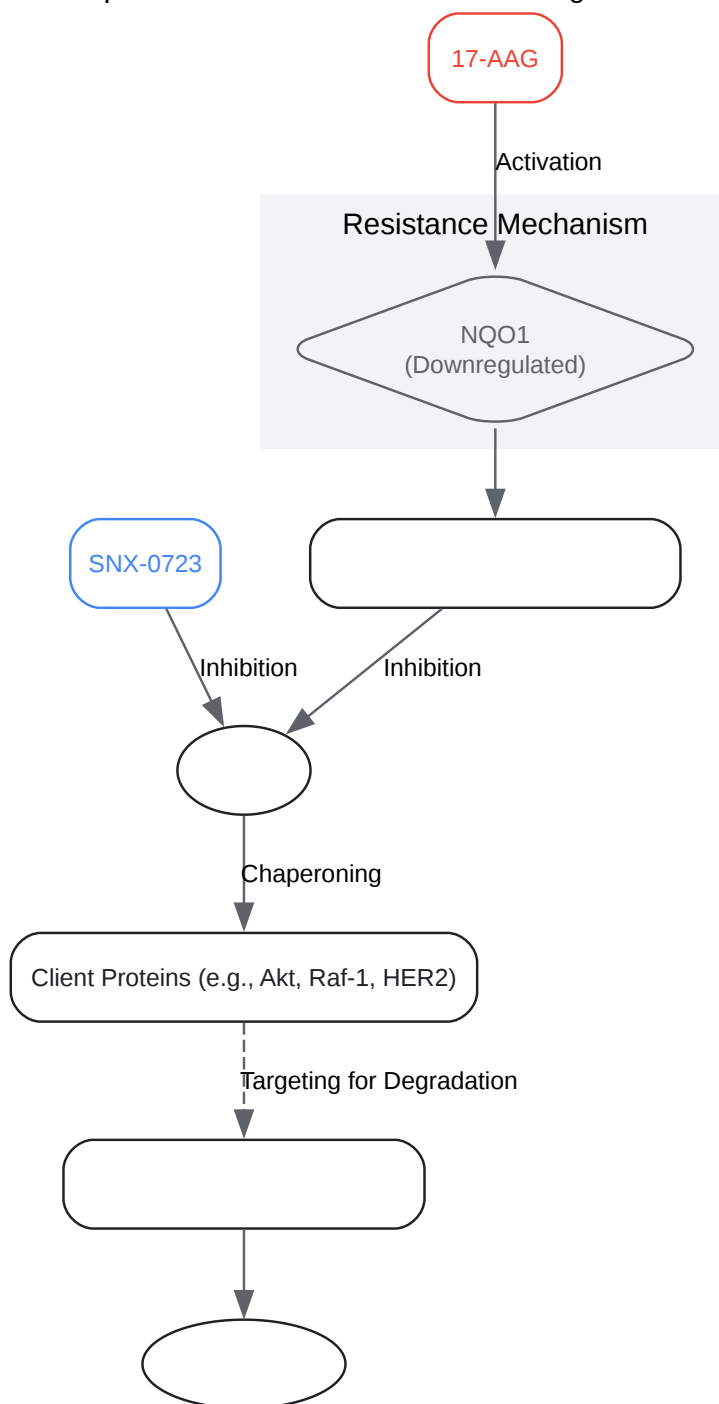 17-AAG
Activation
Resistance Mechanism
NQO1
(Downregulated)
SNX-0723
Inhibition
Inhibition
Chaperoning
Client Proteins (e.g., Akt, Raf-1, HER2)
Targeting for Degradation